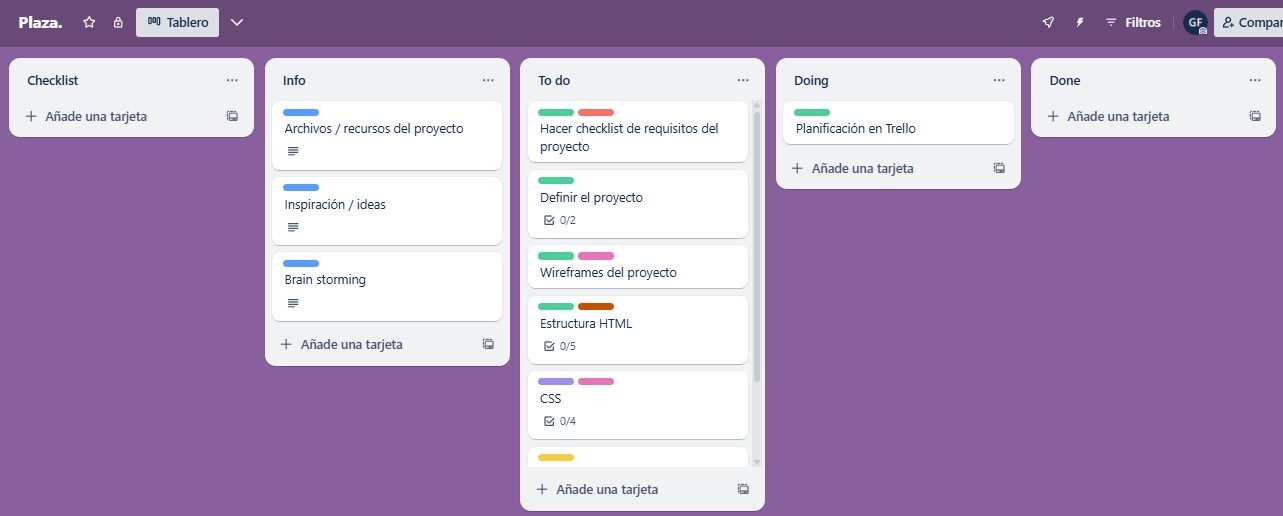 Plaza.
Tablero
Filtros
GF
Compar
Checklist
Añade una tarjeta
Info
Archivos / recursos del proyecto
Inspiración / ideas
Brain storming
Añade una tarjeta
To do
Hacer checklist de requisitos del
proyecto
Definir el proyecto
0/2
Wireframes del proyecto
Estructura HTML
0/5
CSS
0/4
Añade una tarjeta
Doing
Planificación en Trello
Añade una tarjeta
Done
Añade una tarjeta